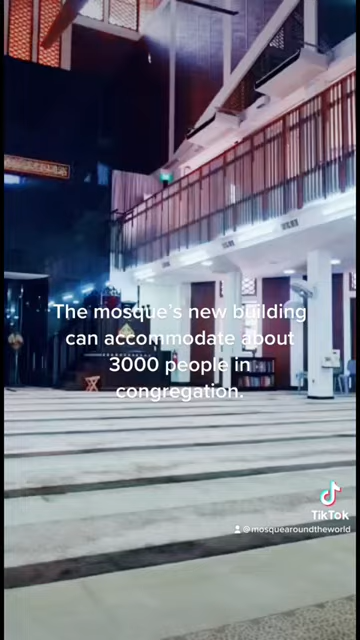 The mosque's new building
can accommodate about
3000 people in
congregation.
TikTok
@mosquearoundtheworld